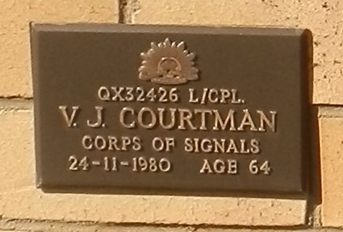 QX32426 L/CPL.
V. J. COURTMAN
CORPS OF SIGNALS
24-11-1980 AGE 64